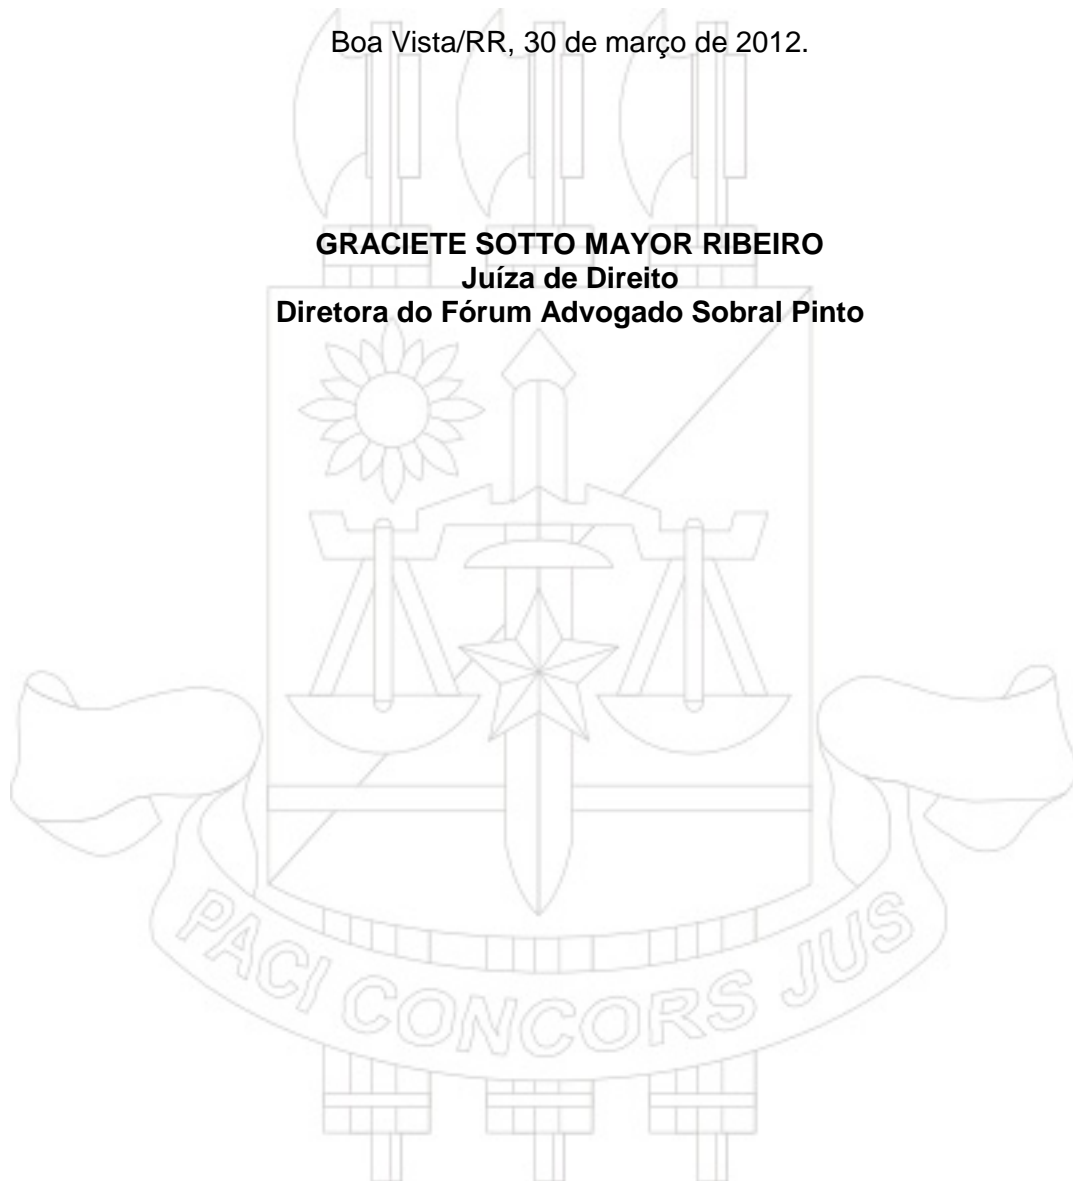 Boa Vista/RR, 30 de março de 2012.
GRACIETE SOTTO MAYOR RIBEIRO
Juíza de Direito
Diretora do Fórum Advogado Sobral Pinto
PACI CONCORS JUS